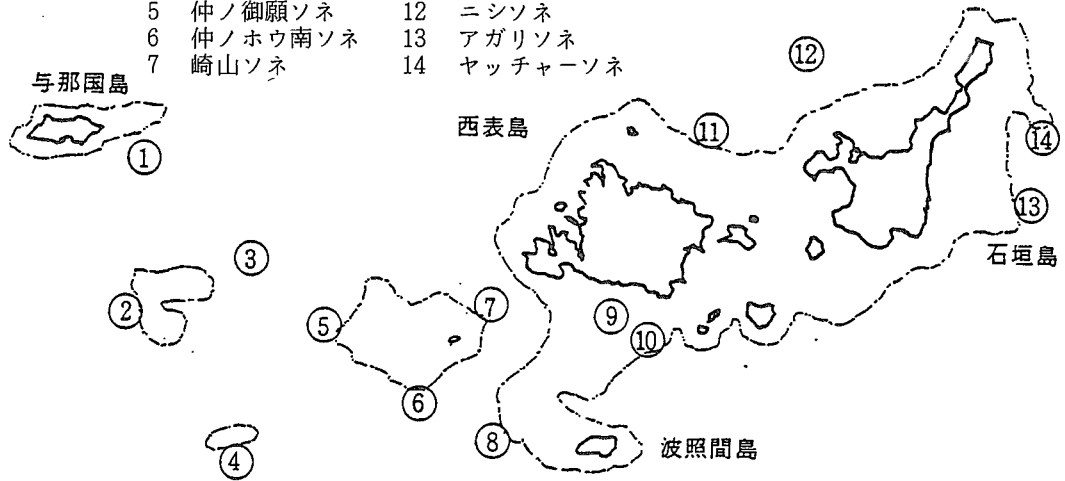 5 仲ノ御願ソネ 12 ニシソネ
6 仲ノホウ南ソネ 13 アガリソネ
7 崎山ソネ 14 ヤッチャーソネ
与那国島
西表島
石垣島
波照間島
①
②
③
④
⑤
⑥
⑦
⑧
⑨
⑩
⑪
⑫
⑬
⑭